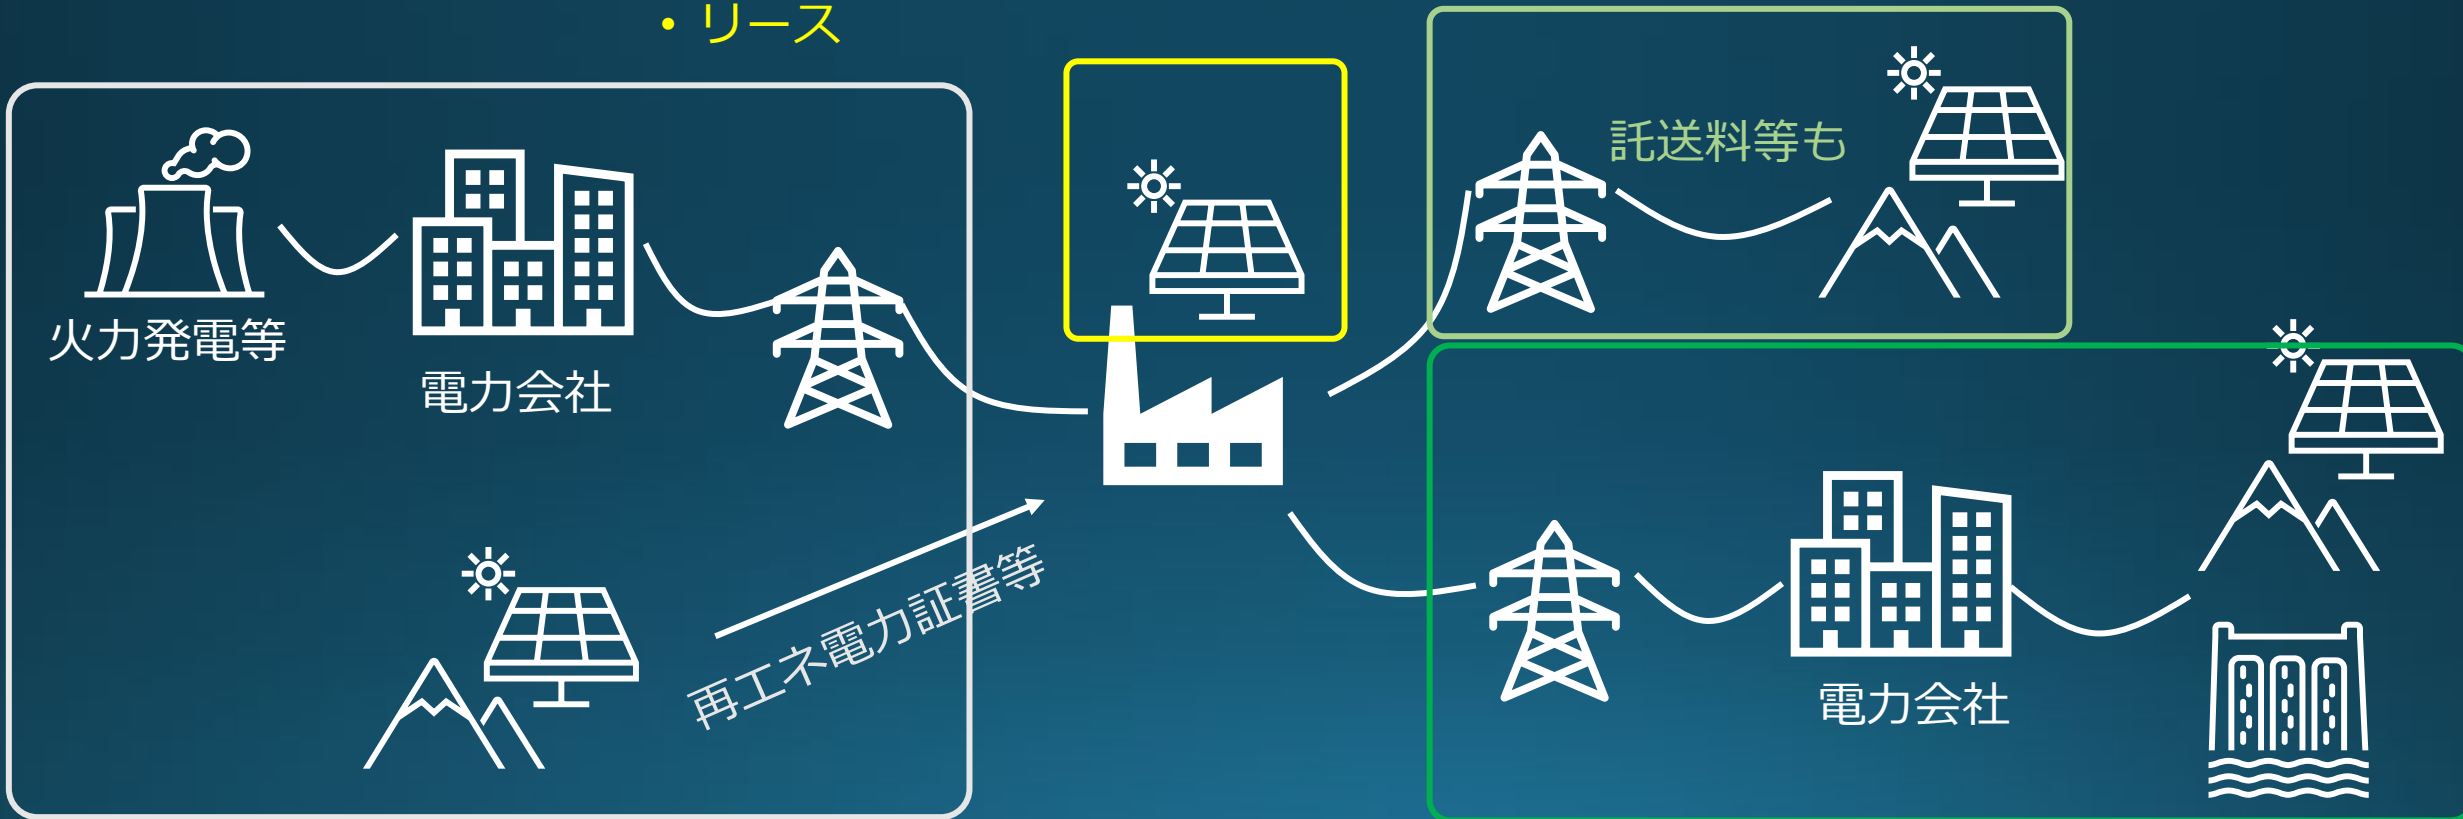 ・リース
託送料等も
火力発電等
電力会社
再エネ電力証書等
電力会社